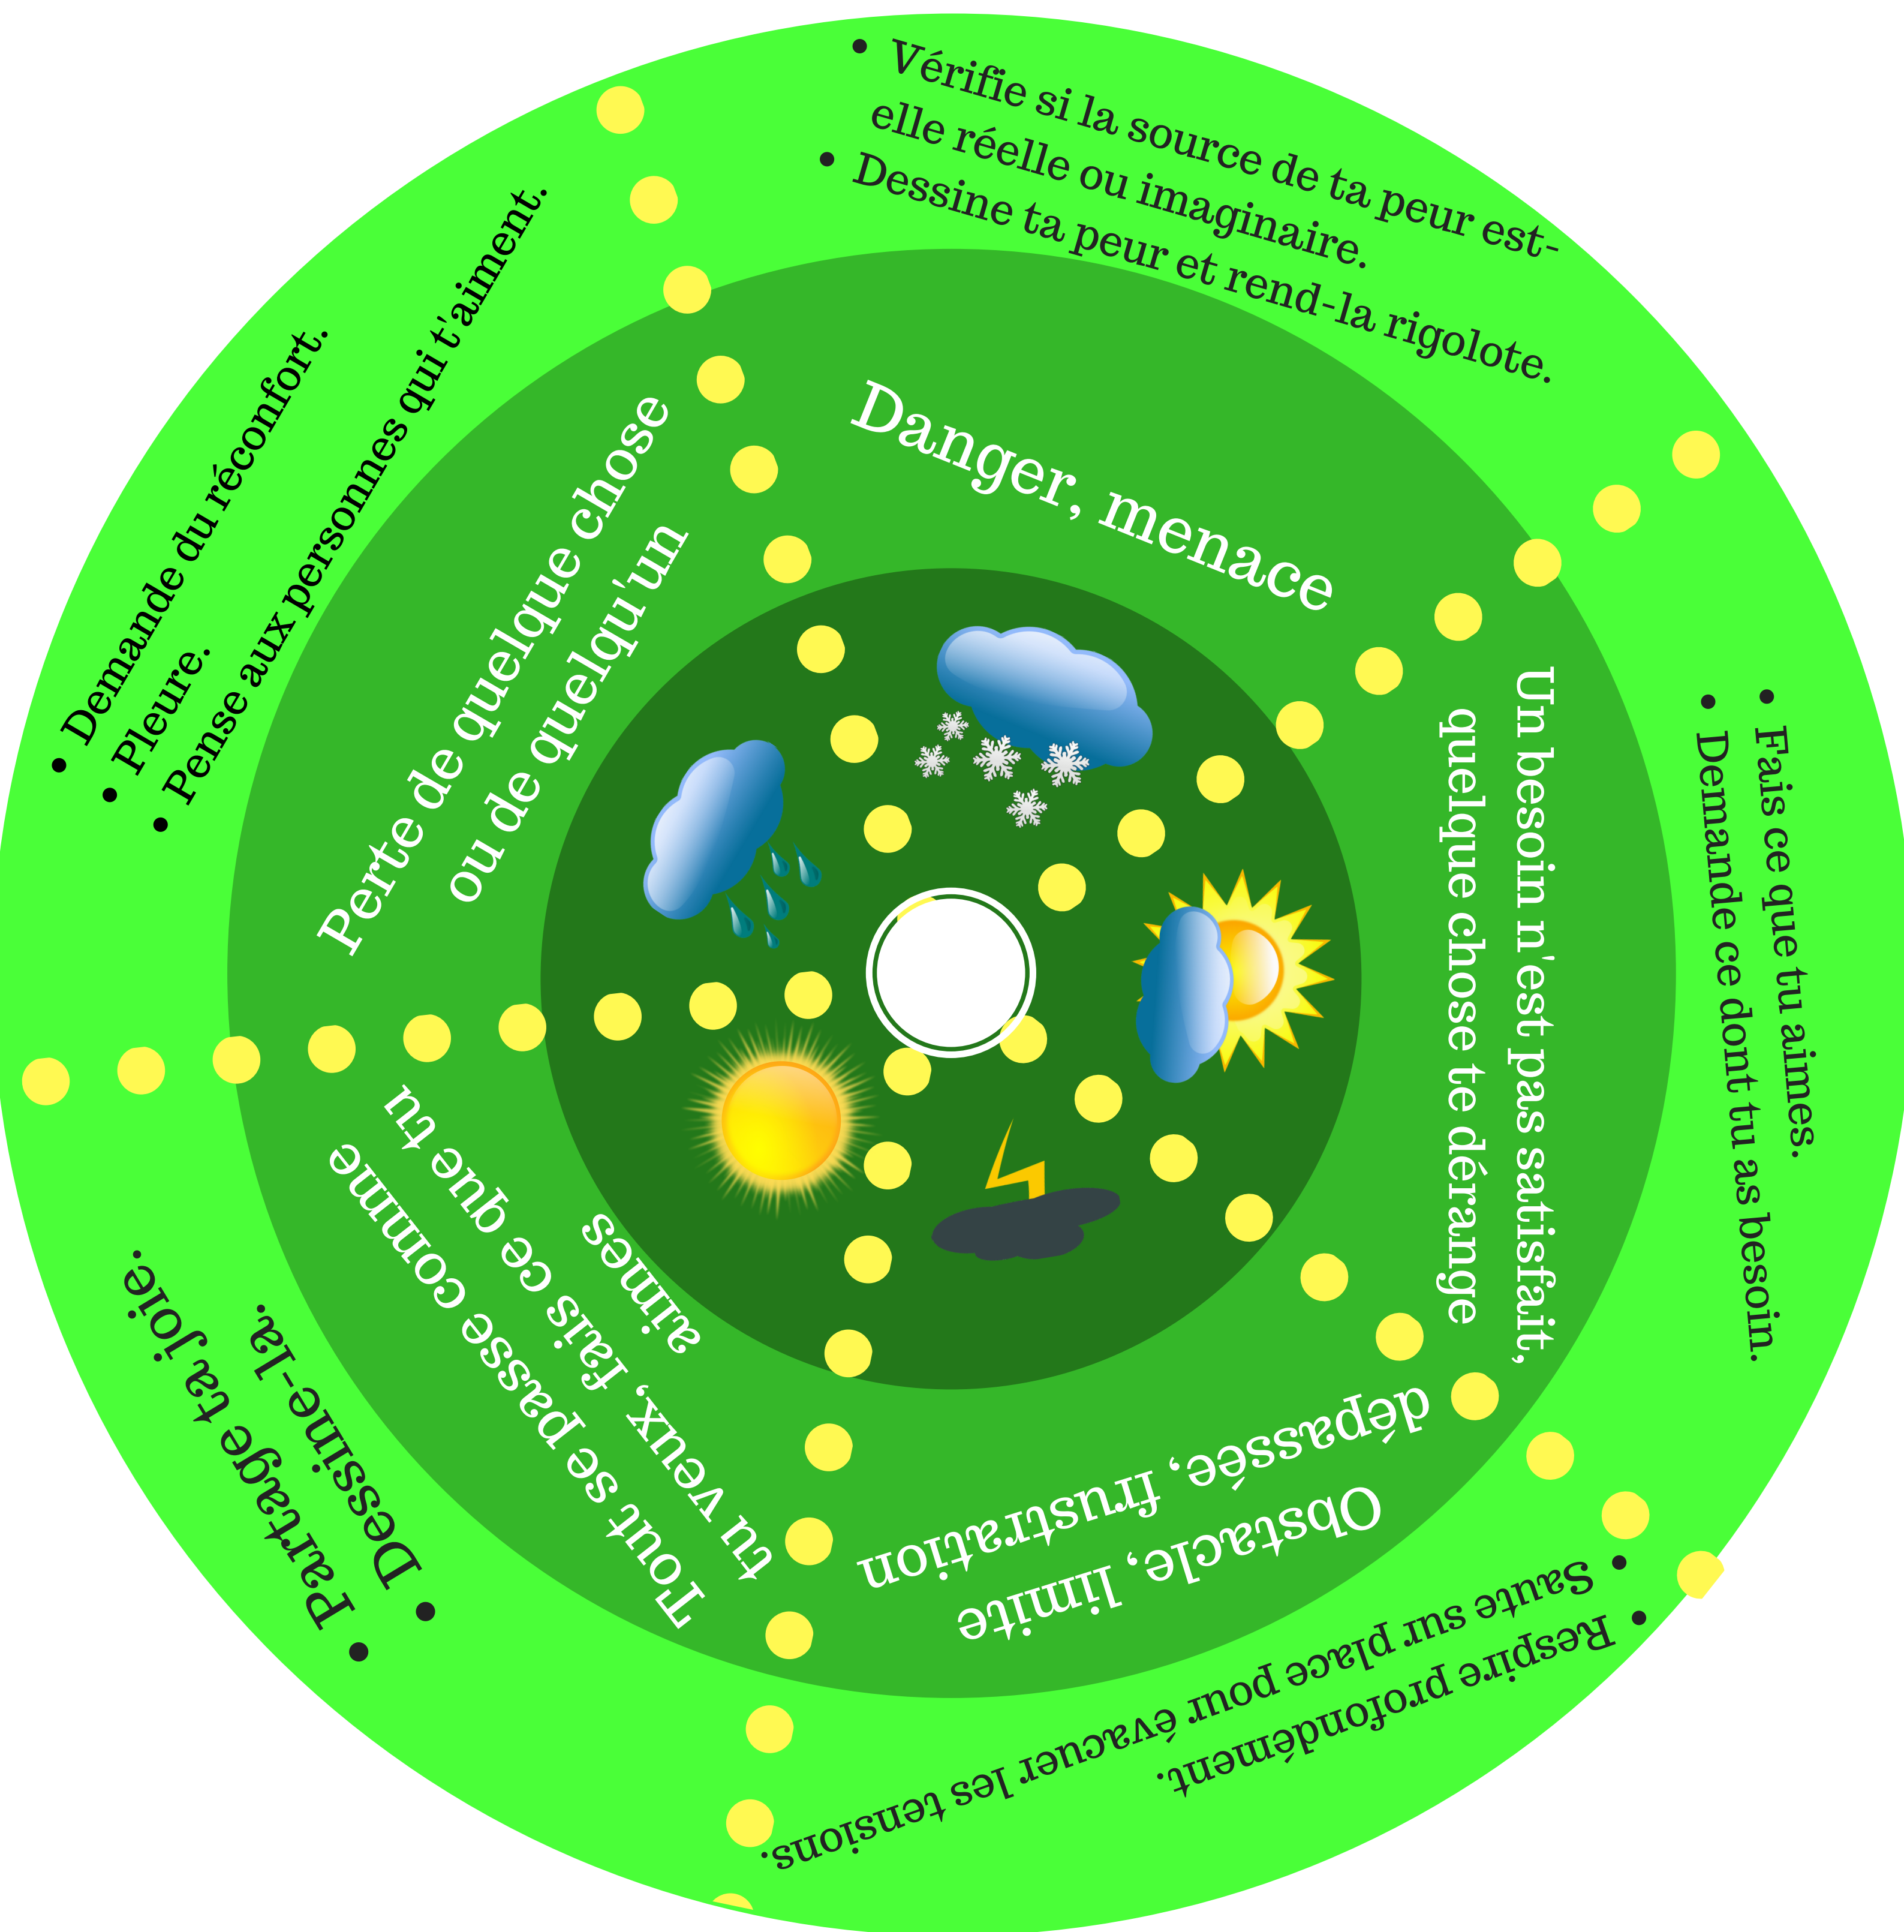 • Vérifie si la source de ta peur est-
elle réelle ou imaginaire.
• Dessine ta peur et rend-la rigolote.
Danger, menace
• Fais ce que tu aimes.
• Demande ce dont tu as besoin.
Un besoin n'est pas satisfait,
quelque chose te dérange
• Respire profondément.
• Saute sur place pour évacuer les tensions.
Obstacle, limite
dépassée, frustration
• Partage ta joie.
• Dessine-la.
Tout se passe comme
tu veux, fais ce que tu
aimes
• Demande du réconfort.
• Pleure.
• Pense aux personnes qui t'aiment.
Perte de quelque chose
ou de quelqu'un